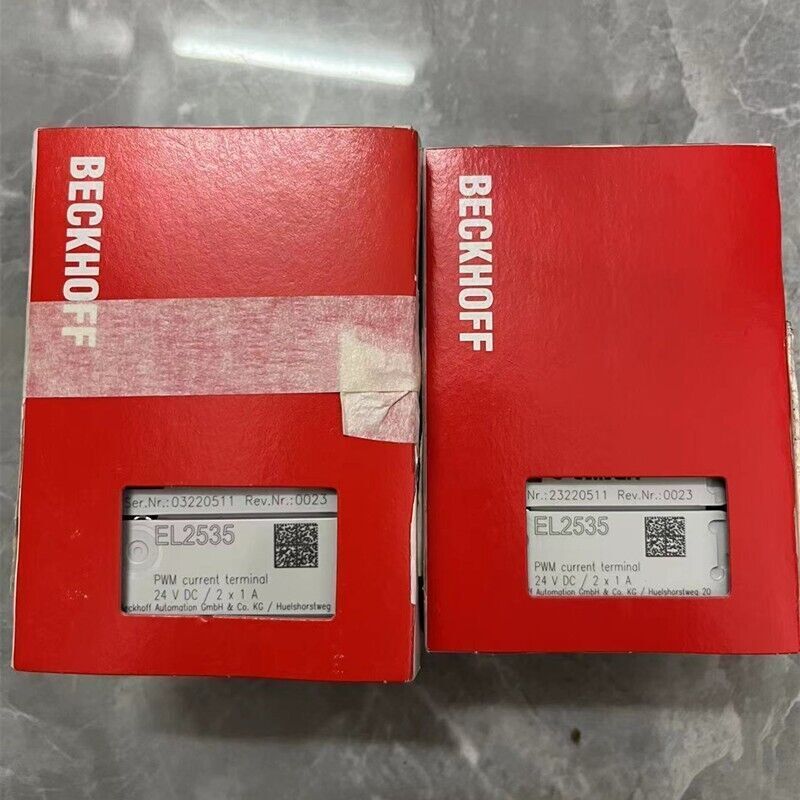 BECKHOFF
Ser.Nr.:03220511 Rev.Nr.:0023
EL2535
PWM current terminal
24 V DC / 2 x 1 A
eckhoff Automation GmbH & Co. KG / Huelshorstweg
BECKHOFF
Nr.:23220511 Rev.Nr.:0023
EL2535
PWM current terminal
24 V DC / 2 x 1 A
f Automation GmbH & Co. KG / Huelshorstweg 20